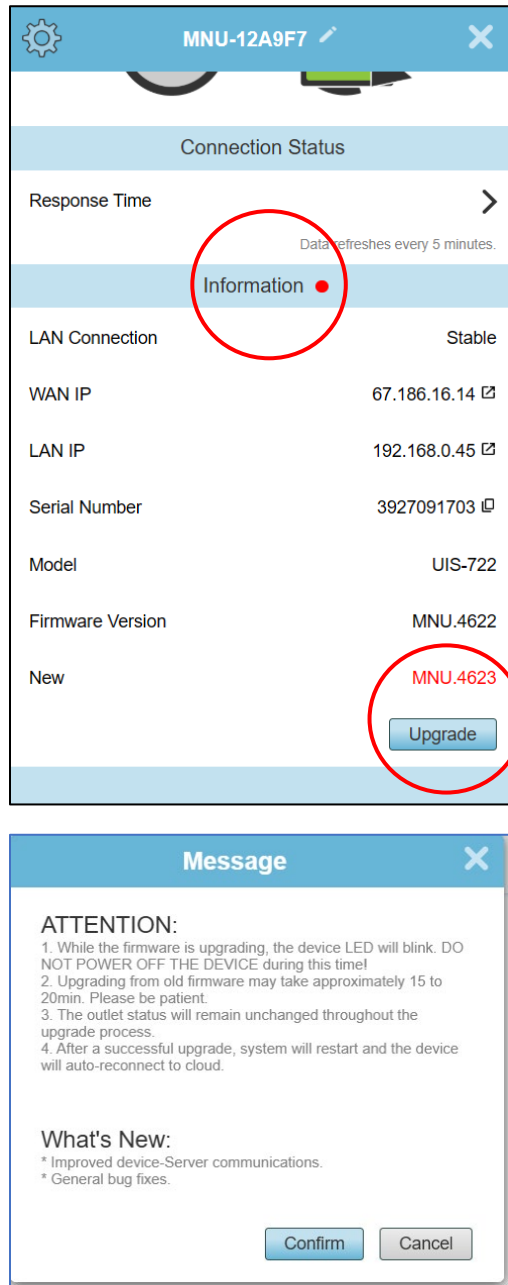 MNU-12A9F7
Connection Status
Response Time
Data refreshes every 5 minutes.
Information
LAN Connection Stable
WAN IP 67.186.16.14
LAN IP 192.168.0.45
Serial Number 3927091703
Model UIS-722
Firmware Version MNU.4622
New MNU.4623
Upgrade
Message
ATTENTION:
1. While the firmware is upgrading, the device LED will blink. DO
NOT POWER OFF THE DEVICE during this time!
2. Upgrading from old firmware may take approximately 15 to
20min. Please be patient.
3. The outlet status will remain unchanged throughout the
upgrade process.
4. After a successful upgrade, system will restart and the device
will auto-reconnect to cloud.
What's New:
* Improved device-Server communications.
* General bug fixes.
Confirm Cancel